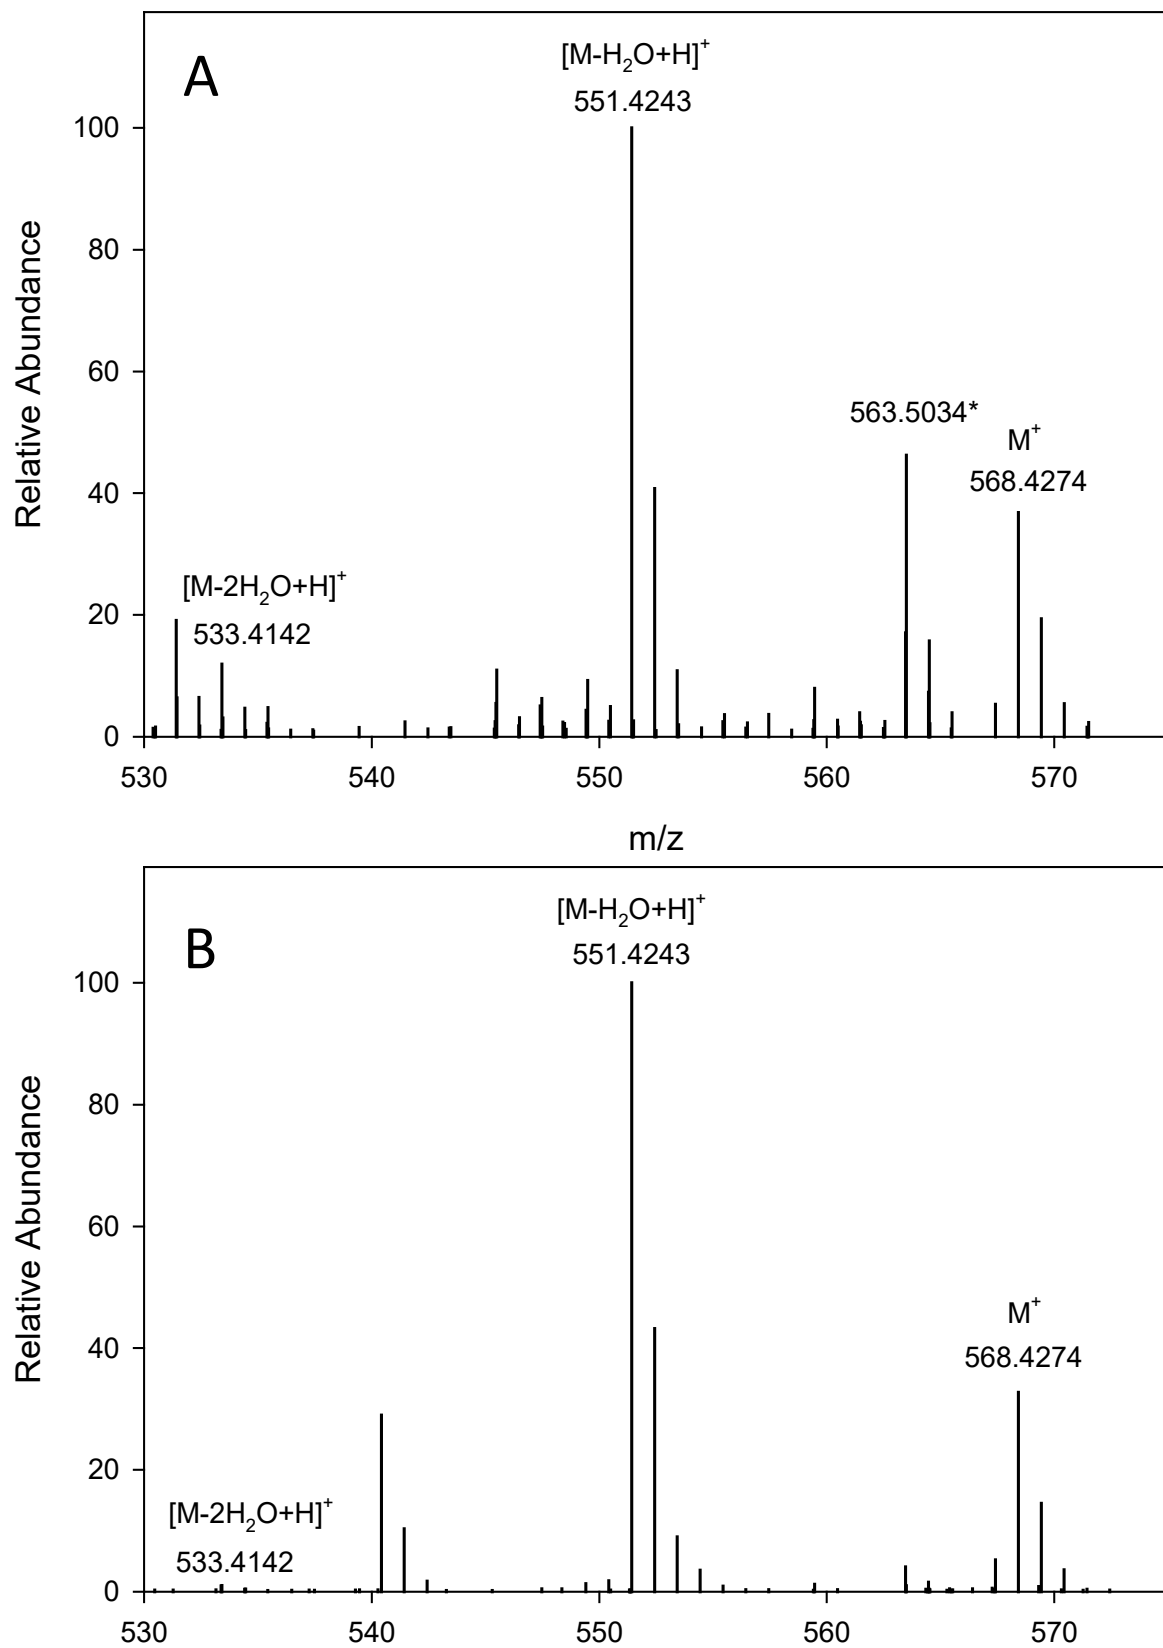 A
[M-H₂O+H]⁺
551.4243
563.5034*
M⁺
568.4274
[M-2H₂O+H]⁺
533.4142
Relative Abundance
100
80
60
40
20
0
530 540 550 560 570
m/z
B
[M-H₂O+H]⁺
551.4243
M⁺
568.4274
[M-2H₂O+H]⁺
533.4142
Relative Abundance
100
80
60
40
20
0
530 540 550 560 570